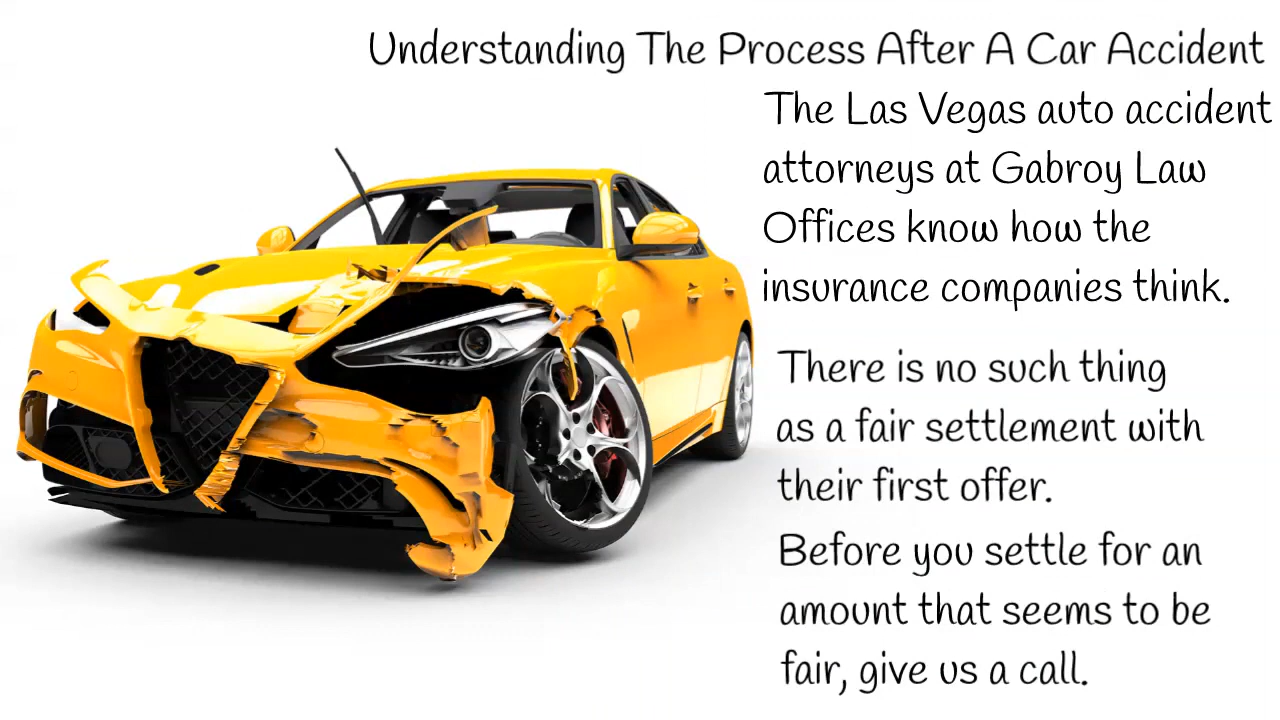 Understanding The Process After A Car Accident
The Las Vegas auto accident
attorneys at Gabroy Law
Offices know how the
insurance companies think.
There is no such thing
as a fair settlement with
their first offer.
Before you settle for an
amount that seems to be
fair, give us a call.